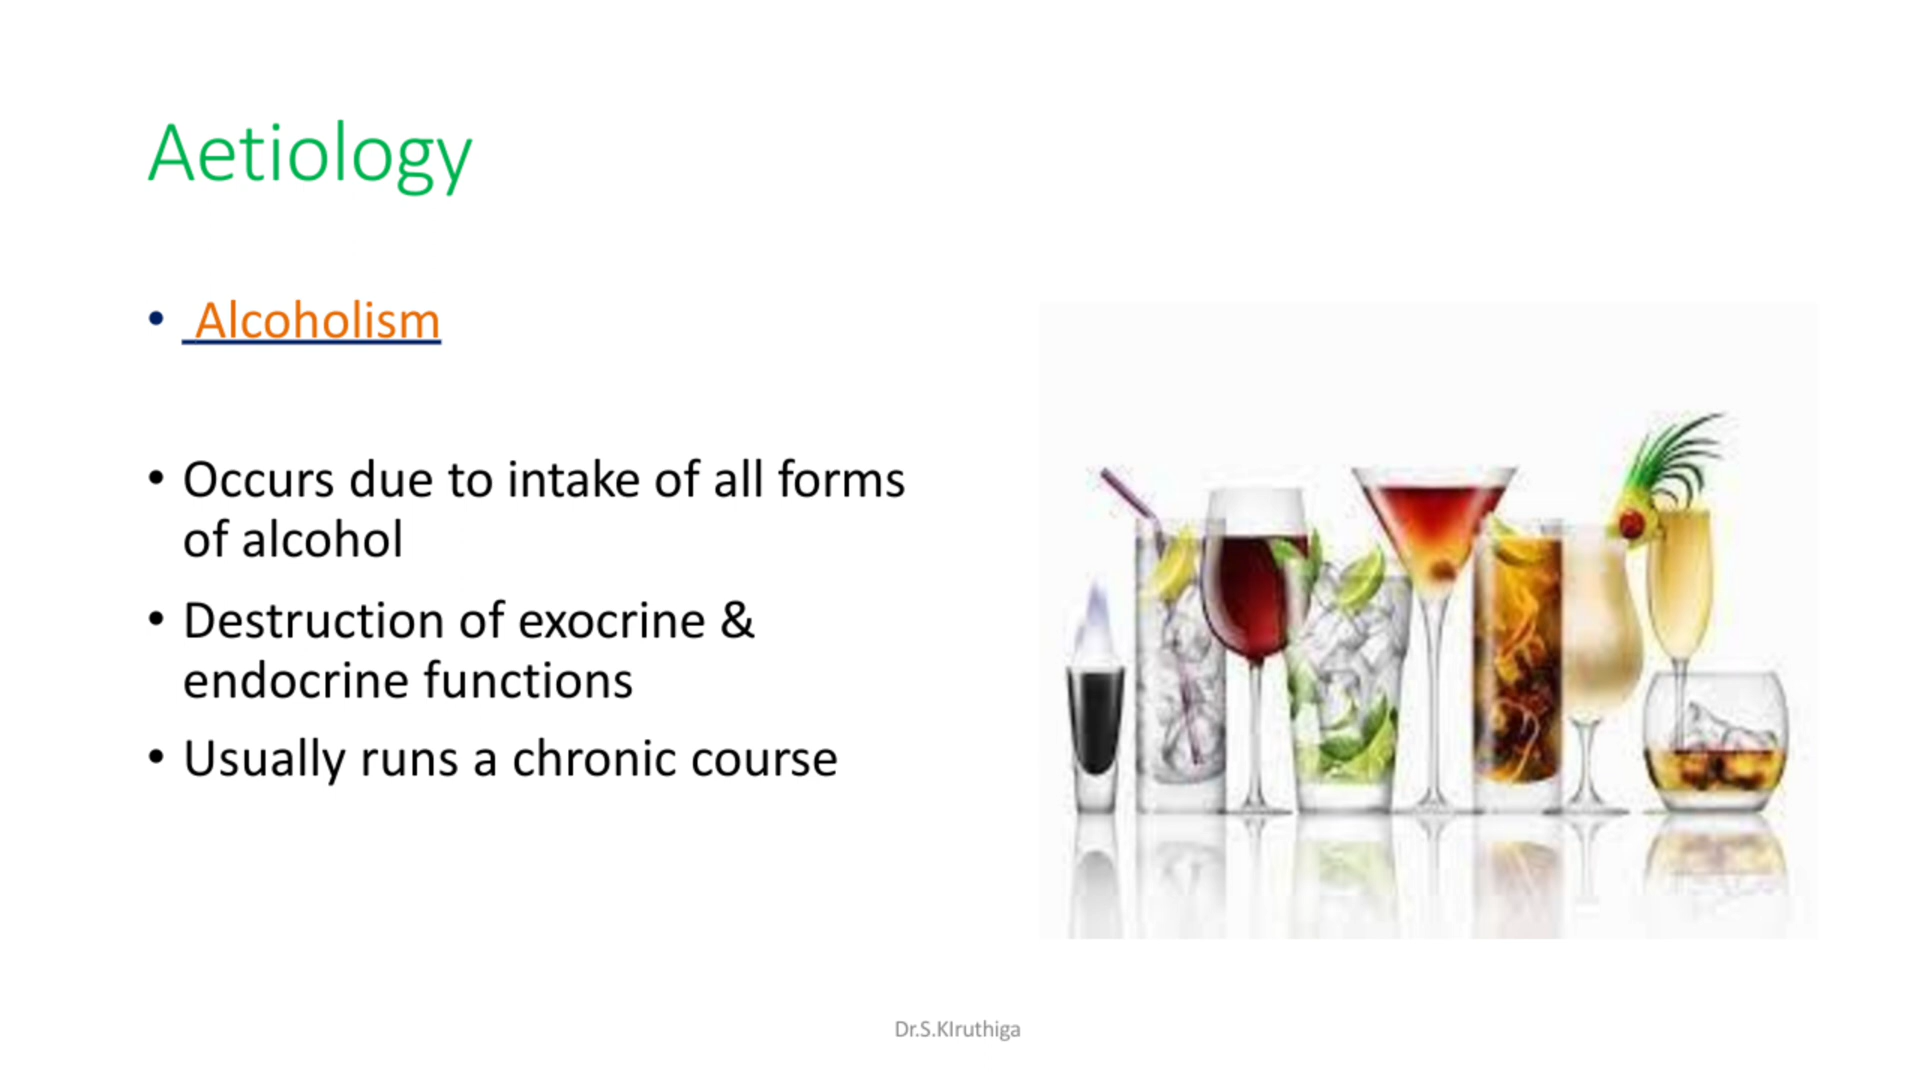 Aetiology
• Alcoholism
• Occurs due to intake of all forms
of alcohol
• Destruction of exocrine &
endocrine functions
• Usually runs a chronic course
Dr.S.KIruthiga